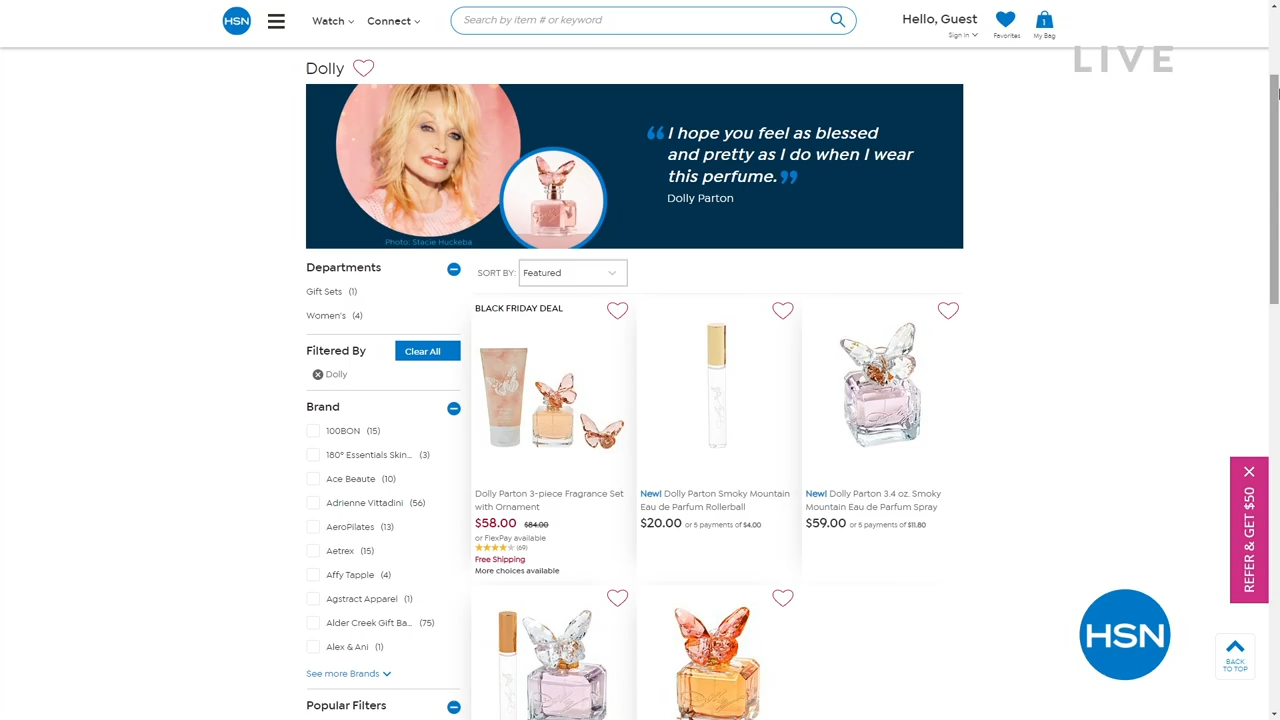 HSN
Watch
Connect
Search by item # or keyword
Hello, Guest
Sign In
Favorites
1
My Bag
LIVE
Dolly
“ I hope you feel as blessed
and pretty as I do when I wear
this perfume. ”
Dolly Parton
Photo: Stacie Huckeba
Departments
Gift Sets (1)
Women's (4)
Filtered By
Clear All
Dolly
Brand
100BON (15)
180° Essentials Skin... (3)
Ace Beaute (10)
Adrienne Vittadini (56)
AeroPilates (13)
Aetrex (15)
Affy Tapple (4)
Agstract Apparel (1)
Alder Creek Gift Ba... (75)
Alex & Ani (1)
See more Brands
Popular Filters
SORT BY: Featured
BLACK FRIDAY DEAL
Dolly Parton 3-piece Fragrance Set
with Ornament
$58.00 $84.00
or FlexPay available
(69)
Free Shipping
More choices available
New! Dolly Parton Smoky Mountain
Eau de Parfum Rollerball
$20.00 or 5 payments of $4.00
New! Dolly Parton 3.4 oz. Smoky
Mountain Eau de Parfum Spray
$59.00 or 5 payments of $11.80
REFER & GET $50
HSN
BACK
TO TOP